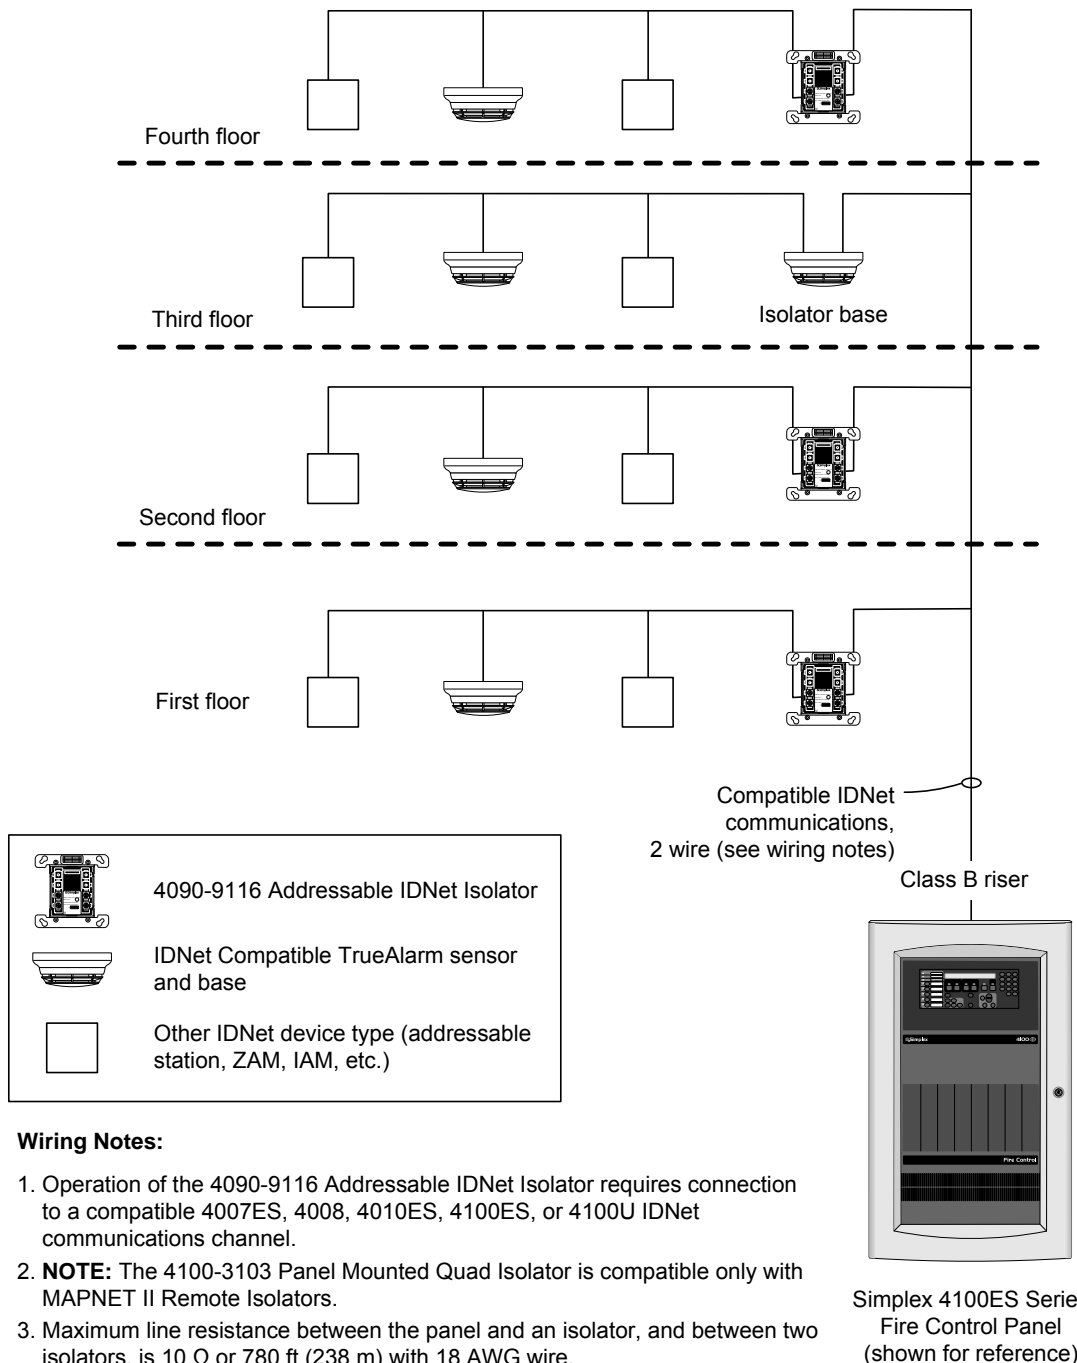 Fourth floor
Third floor
Isolator base
Second floor
First floor
Compatible IDNet
communications,
2 wire (see wiring notes)
Class B riser
4090-9116 Addressable IDNet Isolator
IDNet Compatible TrueAlarm sensor
and base
Other IDNet device type (addressable
station, ZAM, IAM, etc.)
Simplex
4100
Fire Control
Wiring Notes:
1. Operation of the 4090-9116 Addressable IDNet Isolator requires connection
to a compatible 4007ES, 4008, 4010ES, 4100ES, or 4100U IDNet
communications channel.
2. NOTE: The 4100-3103 Panel Mounted Quad Isolator is compatible only with
MAPNET II Remote Isolators.
3. Maximum line resistance between the panel and an isolator, and between two
isolators, is 10 Ω or 780 ft (238 m) with 18 AWG wire.
Simplex 4100ES Serie
Fire Control Panel
(shown for reference)